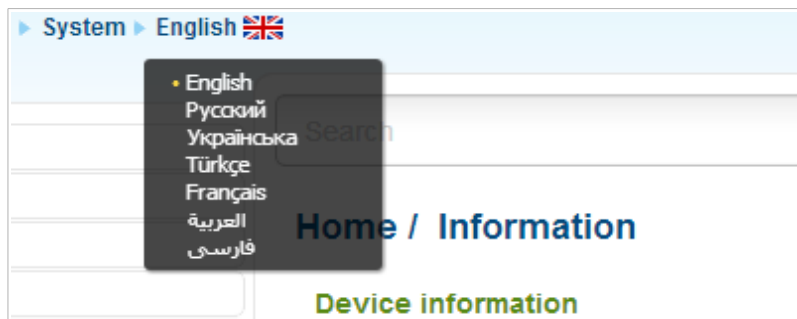 System English
English
Русский
Українська
Türkçe
Français
العربية
فارسی
Search
Home / Information
Device information